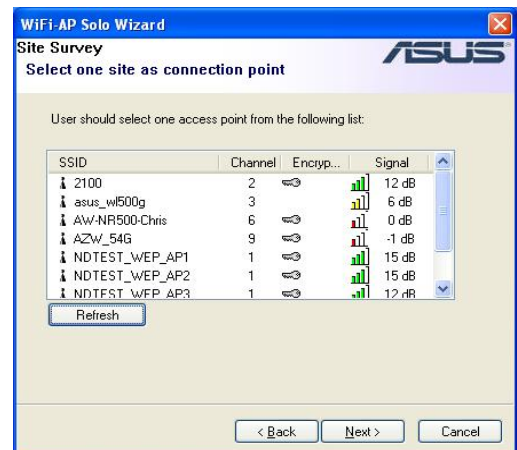 WiFi-AP Solo Wizard
Site Survey
ASUS
Select one site as connection point
User should select one access point from the following list:
SSID Channel Encryp... Signal
2100 2 12 dB
asus_wl500g 3 6 dB
AW-NR500-Chris 6 0 dB
AZW_54G 9 -1 dB
NDTEST_WEP_AP1 1 15 dB
NDTEST_WEP_AP2 1 15 dB
NDTEST_WEP_AP3 1 12 dB
Refresh
< Back Next > Cancel